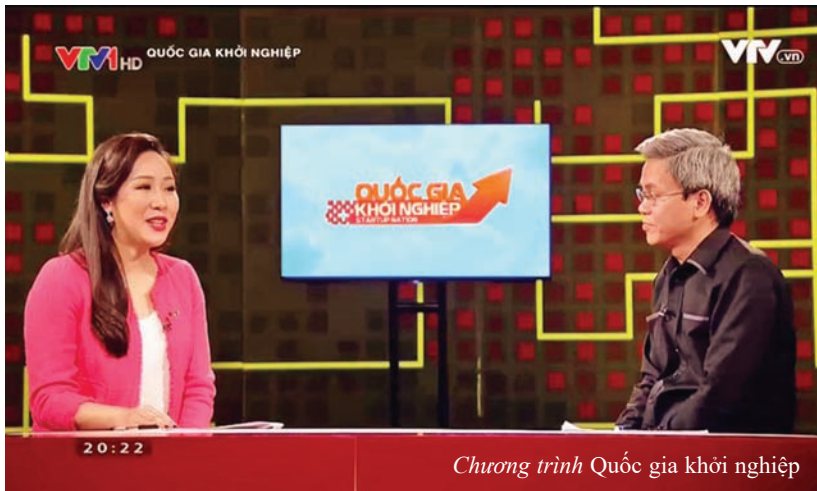 VTV1 HD
QUỐC GIA KHỞI NGHIỆP
VTV.vn
QUỐC GIA
KHỞI NGHIỆP
STARTUP NATION
20:22
Chương trình Quốc gia khởi nghiệp